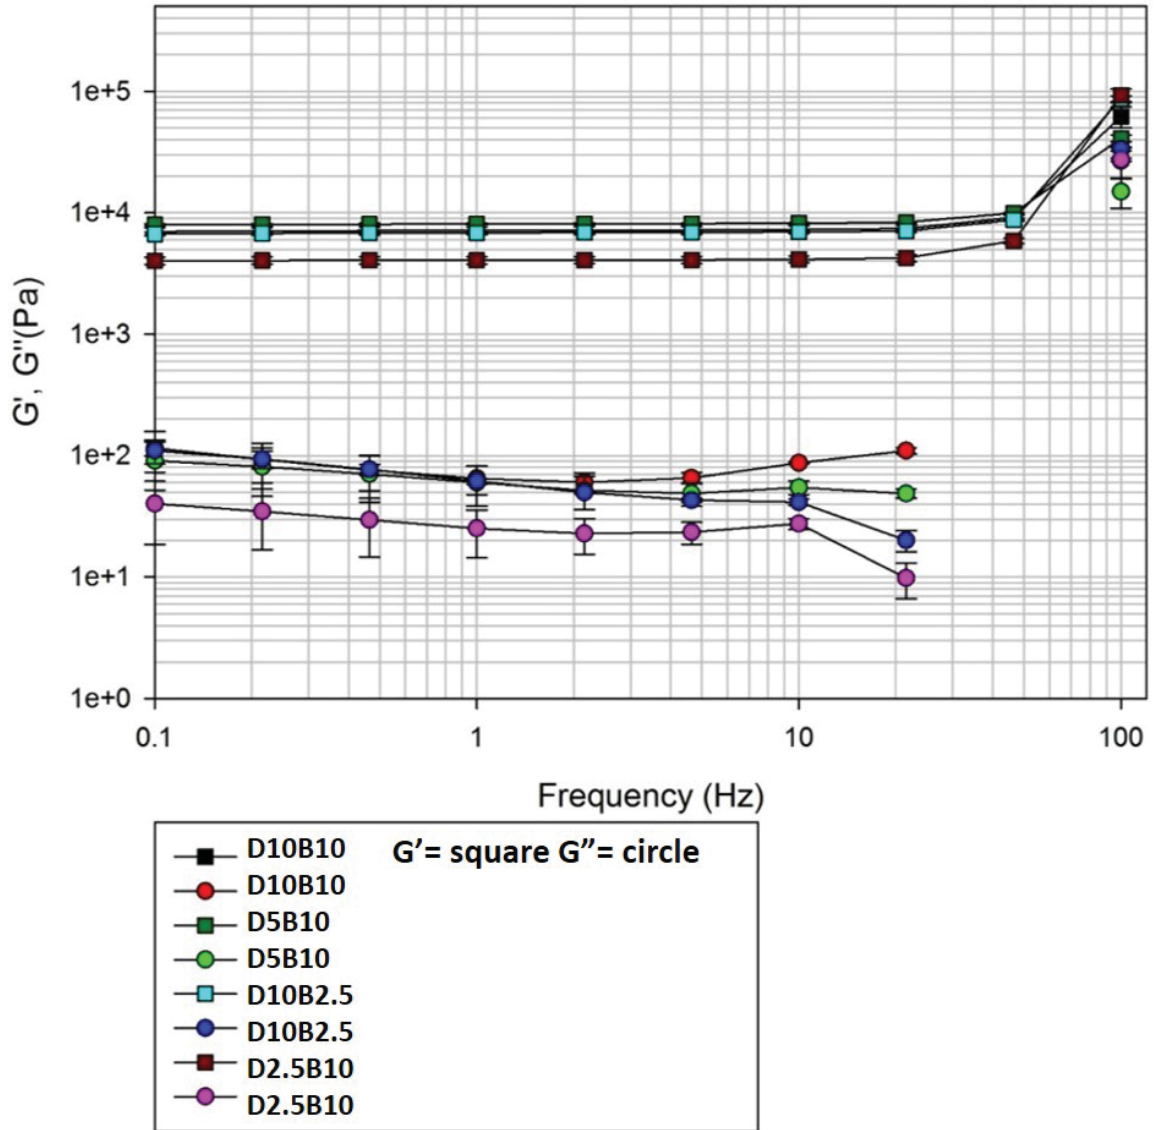 1e+5
1e+4
1e+3
1e+2
1e+1
1e+0
G', G"(Pa)
0.1 1 10 100
Frequency (Hz)
D10B10 G’= square G”= circle
D10B10
D5B10
D5B10
D10B2.5
D10B2.5
D2.5B10
D2.5B10